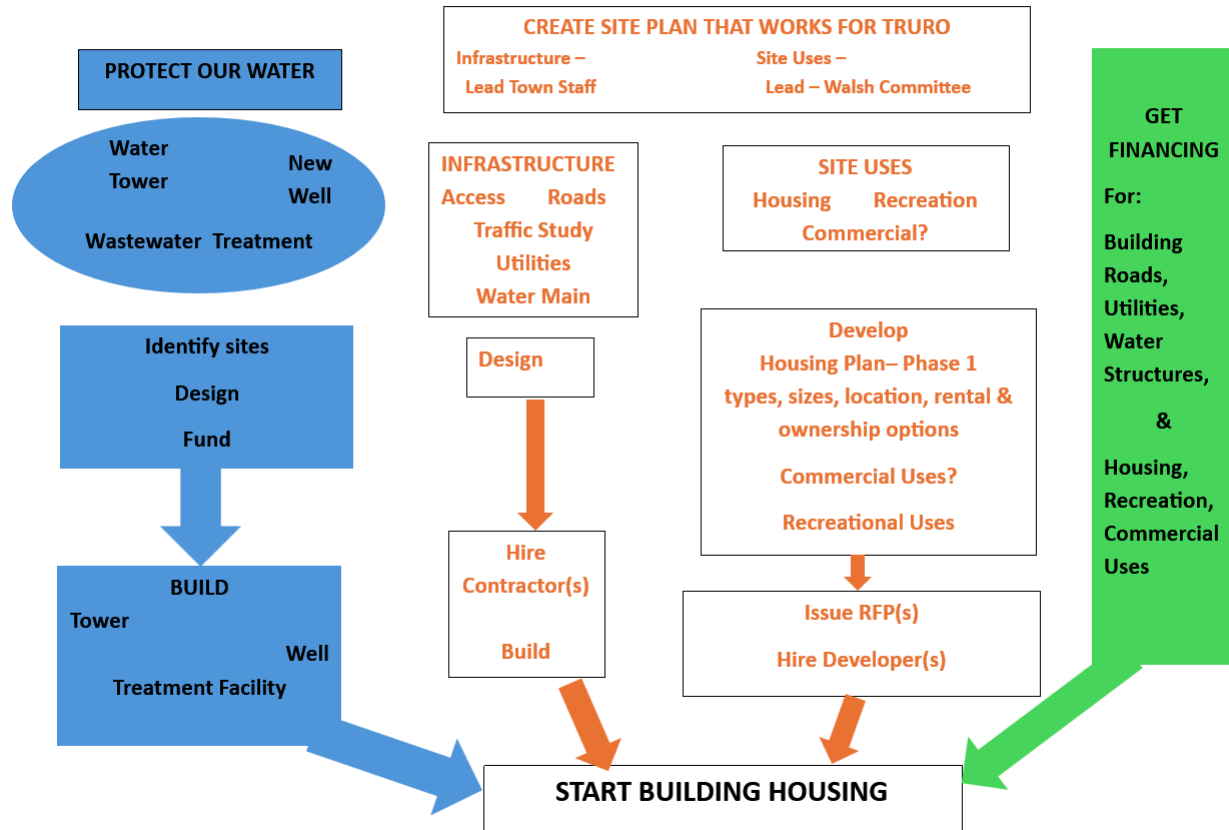 CREATE SITE PLAN THAT WORKS FOR TRURO
Infrastructure –
Lead Town Staff
Site Uses –
Lead – Walsh Committee
PROTECT OUR WATER
Water
Tower
New
Well
Wastewater Treatment
Identify sites
Design
Fund
BUILD
Tower
Well
Treatment Facility
INFRASTRUCTURE
Access Roads
Traffic Study
Utilities
Water Main
Design
Hire
Contractor(s)
Build
SITE USES
Housing Recreation
Commercial?
Develop
Housing Plan– Phase 1
types, sizes, location, rental &
ownership options
Commercial Uses?
Recreational Uses
Issue RFP(s)
Hire Developer(s)
GET
FINANCING
For:
Building
Roads,
Utilities,
Water
Structures,
&
Housing,
Recreation,
Commercial
Uses
START BUILDING HOUSING